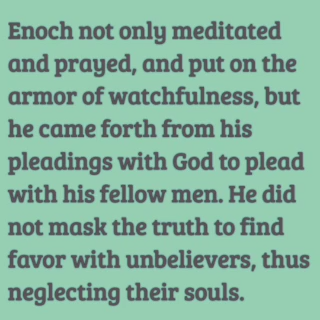 Enoch not only meditated
and prayed, and put on the
armor of watchfulness, but
he came forth from his
pleadings with God to plead
with his fellow men. He did
not mask the truth to find
favor with unbelievers, thus
neglecting their souls.